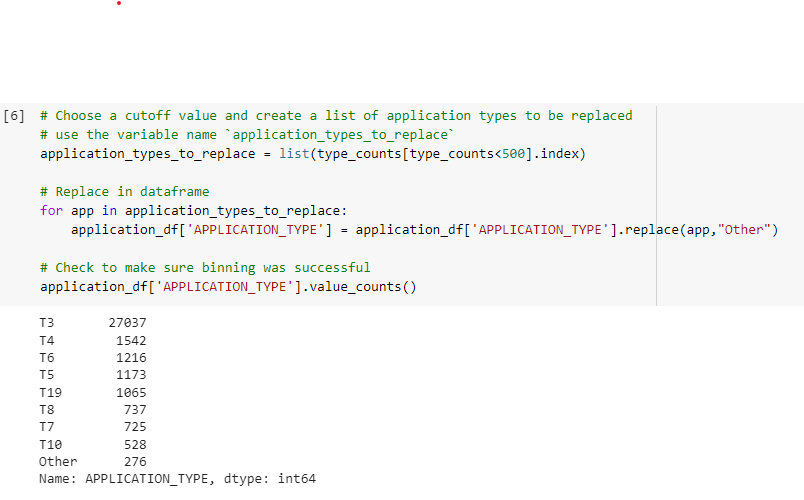 [6] # Choose a cutoff value and create a list of application types to be replaced
# use the variable name `application_types_to_replace`
application_types_to_replace = list(type_counts[type_counts<500].index)

# Replace in dataframe
for app in application_types_to_replace:
    application_df['APPLICATION_TYPE'] = application_df['APPLICATION_TYPE'].replace(app,"Other")

# Check to make sure binning was successful
application_df['APPLICATION_TYPE'].value_counts()

T3       27037
T4        1542
T6        1216
T5        1173
T19       1065
T8         737
T7         725
T10        528
Other      276
Name: APPLICATION_TYPE, dtype: int64